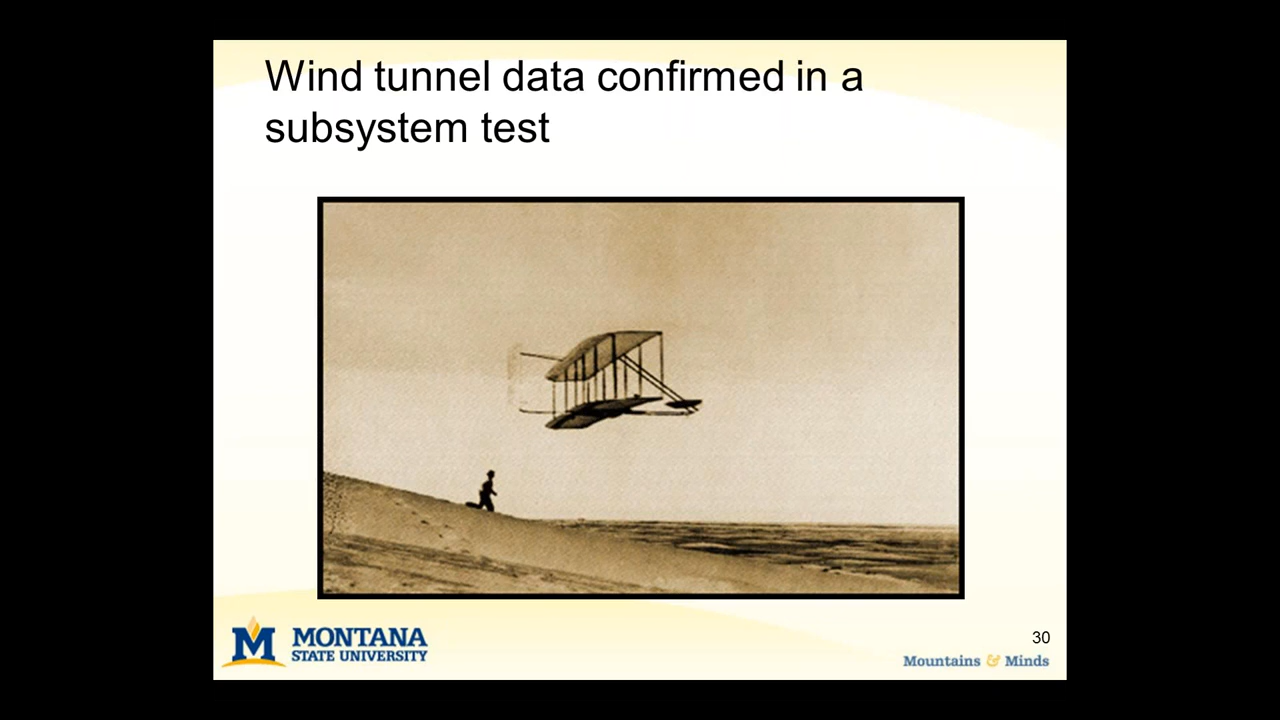 Wind tunnel data confirmed in a
subsystem test
M MONTANA
STATE UNIVERSITY
30
Mountains & Minds